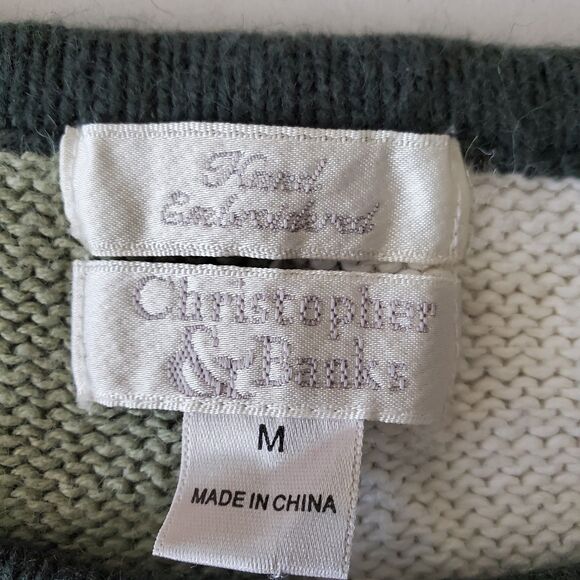 Hand
Embroidered
Christopher
& Banks
M
MADE IN CHINA